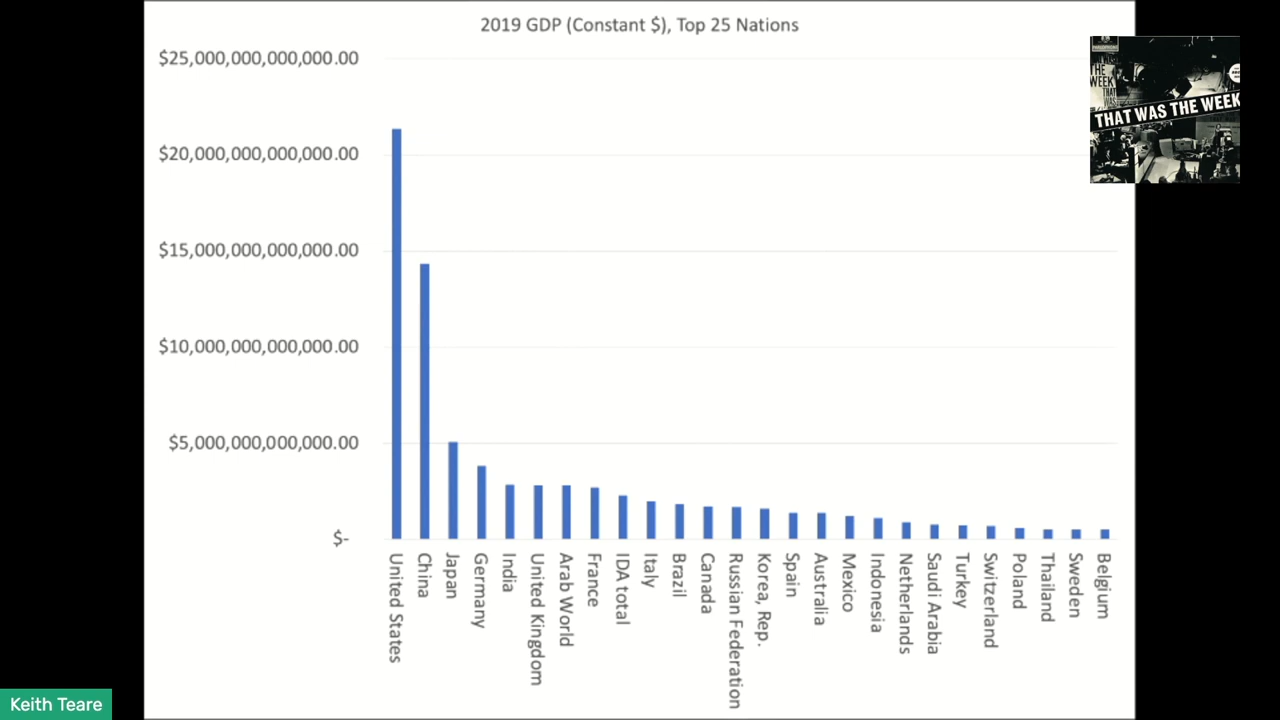 2019 GDP (Constant $), Top 25 Nations
$25,000,000,000,000.00
$20,000,000,000,000.00
$15,000,000,000,000.00
$10,000,000,000,000.00
$5,000,000,000,000.00
$-
United States
China
Japan
Germany
India
United Kingdom
Arab World
France
IDA total
Italy
Brazil
Canada
Russian Federation
Korea, Rep.
Spain
Australia
Mexico
Indonesia
Netherlands
Saudi Arabia
Turkey
Switzerland
Poland
Thailand
Sweden
Belgium
THE
WEEK
THAT
THAT WAS THE WEEK
Keith Teare